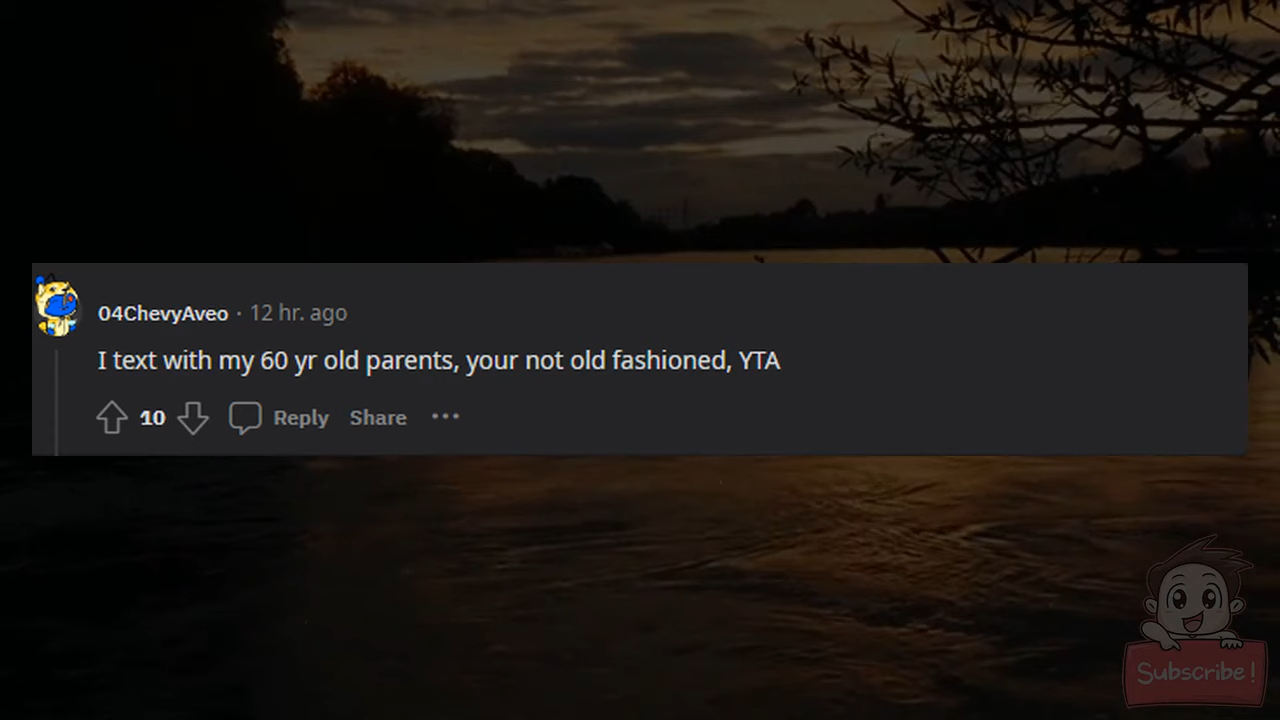 04ChevyAveo · 12 hr. ago
I text with my 60 yr old parents, your not old fashioned, YTA
10 Reply Share ...
Subscribe!